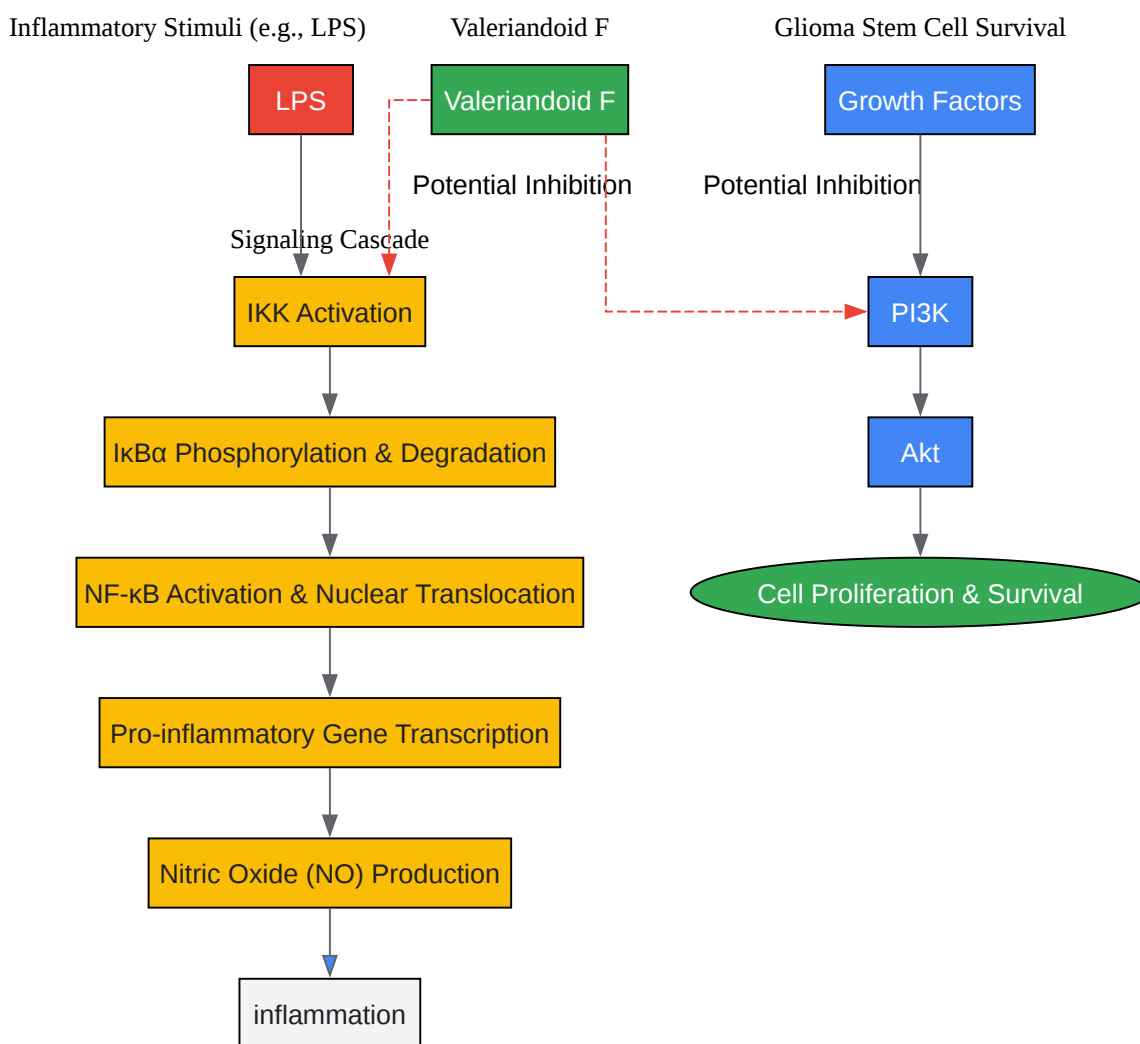 Inflammatory Stimuli (e.g., LPS)
Valeriandoid F
Glioma Stem Cell Survival
LPS
Valeriandoid F
Growth Factors
Potential Inhibition
Potential Inhibition
Signaling Cascade
IKK Activation
PI3K
IκBα Phosphorylation & Degradation
Akt
NF-κB Activation & Nuclear Translocation
Cell Proliferation & Survival
Pro-inflammatory Gene Transcription
Nitric Oxide (NO) Production
inflammation